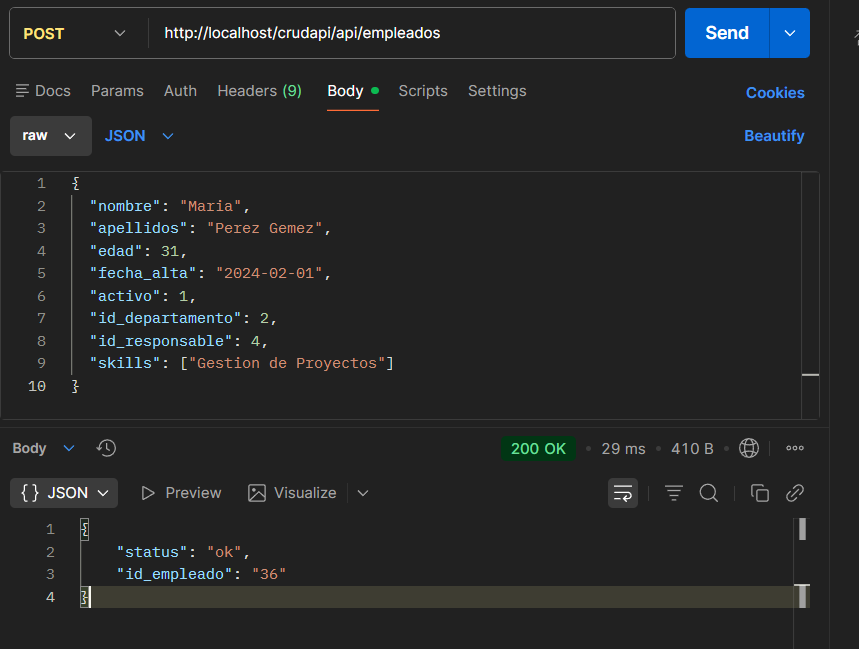 POST http://localhost/crudapi/api/empleados Send
Docs Params Auth Headers (9) Body Scripts Settings Cookies
raw JSON Beautify
1 {
2 "nombre": "Maria",
3 "apellidos": "Perez Gemez",
4 "edad": 31,
5 "fecha_alta": "2024-02-01",
6 "activo": 1,
7 "id_departamento": 2,
8 "id_responsable": 4,
9 "skills": ["Gestion de Proyectos"]
10 }
Body 200 OK • 29 ms • 410 B •
{} JSON Preview Visualize
1 {
2 "status": "ok",
3 "id_empleado": "36"
4 }